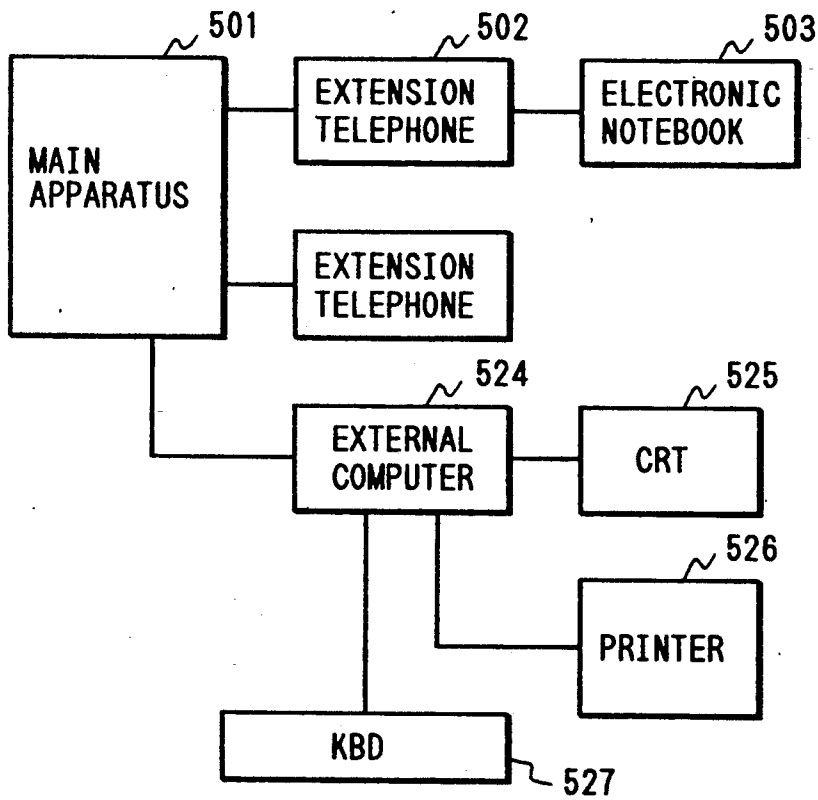 501
502
503
MAIN
APPARATUS
EXTENSION
TELEPHONE
ELECTRONIC
NOTEBOOK
EXTENSION
TELEPHONE
524
525
EXTERNAL
COMPUTER
CRT
526
PRINTER
KBD
527